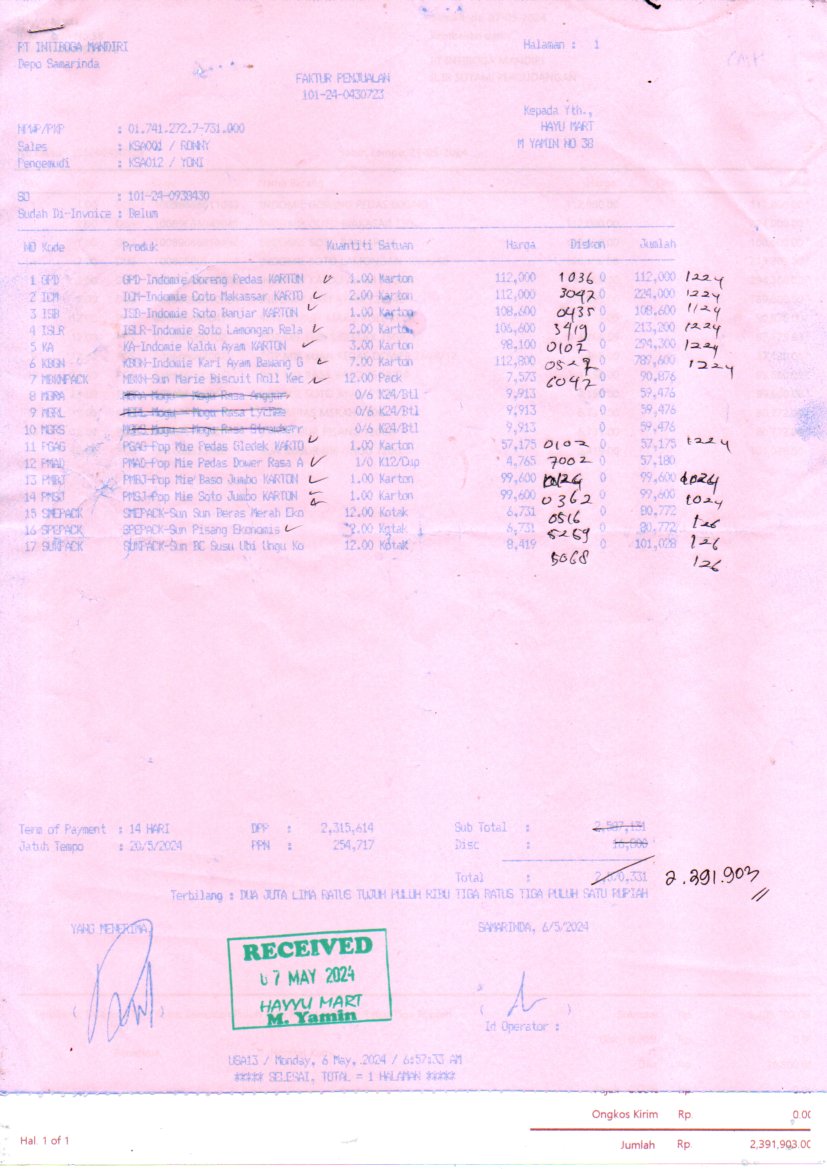 PT INTIBOGA MANDIRI
Depo Samarinda
Halaman : 1
FAKTUR PENJUALAN
101-24-0430723
Kepada Yth.,
HAYU MART
M YAMIN NO 38
NPWP/PKP : 01.741.272.7-731.000
Sales : KSA001 / RONNY
Pengemudi : KSA012 / YONI
SO : 101-24-0938430
Sudah Di-Invoice : Belum
NO Kode Produk Kuantiti Satuan Harga Diskon Jumlah
1 GPD GPD-Indomie Goreng Pedas KARTON 1.00 Karton 112,000 1036 0 112,000 1224
2 ICM ICM-Indomie Coto Makassar KARTO 2.00 Karton 112,000 3092 0 224,000 1224
3 ISB ISB-Indomie Soto Banjar KARTON 1.00 Karton 108,600 0435 0 108,600 1124
4 ISLR ISLR-Indomie Soto Lamongan Rela 2.00 Karton 106,600 3419 0 213,200 1224
5 KA KA-Indomie Kaldu Ayam KARTON 3.00 Karton 98,100 0102 0 294,300 1224
6 KBGN KBGN-Indomie Kari Ayam Bawang G 7.00 Karton 112,800 0527 0 789,600 1224
7 MBKNPACK MBKN-Sun Marie Biscuit Roll Kec 12.00 Pack 7,573 6042 0 90,876
8 MGRA MGRA-Mogu - Mogu Rasa Anggur 0/6 K24/Btl 9,913 0 59,476
9 MGRL MGRL-Mogu - Mogu Rasa Lychee 0/6 K24/Btl 9,913 0 59,476
10 MGRS MGRS-Mogu - Mogu Rasa Strawberr 0/6 K24/Btl 9,913 0 59,476
11 PGAG PGAG-Pop Mie Pedas Gledek KARTO 1.00 Karton 57,175 0102 0 57,175 1224
12 PMAD PMAD-Pop Mie Pedas Dower Rasa A 1/0 K12/Cup 4,765 7002 0 57,180
13 PMBJ PMBJ-Pop Mie Baso Jumbo KARTON 1.00 Karton 99,600 0 99,600 1024
14 PMSJ PMSJ-Pop Mie Soto Jumbo KARTON 1.00 Karton 99,600 0362 0 99,600 1024
15 SMEPACK SMEPACK-Sun Sun Beras Merah Eko 12.00 Kotak 6,731 0516 0 80,772 126
16 SPEPACK SPEPACK-Sun Pisang Ekonomis 12.00 Kotak 6,731 5259 0 80,772 126
17 SUNPACK SUNPACK-Sun BC Susu Ubi Ungu Ko 12.00 Kotak 8,419 5068 0 101,028 126
Term of Payment : 14 HARI DPP : 2,315,614 Sub Total : 2,587,131
Jatuh Tempo : 20/5/2024 PPN : 254,717 Disc : 16,800
Total : 2,570,331 2.391.903
Terbilang : DUA JUTA LIMA RATUS TUJUH PULUH RIBU TIGA RATUS TIGA PULUH SATU RUPIAH
YANG MENERIMA
SAMARINDA, 6/5/2024
RECEIVED
07 MAY 2024
HAYYU MART
M. Yamin
( )
( )
Id Operator :
USA13 / Monday, 6 May, 2024 / 6:57:33 AM
***** SELESAI, TOTAL = 1 HALAMAN *****
Ongkos Kirim Rp. 0.00
Hal. 1 of 1
Jumlah Rp. 2,391,903.00